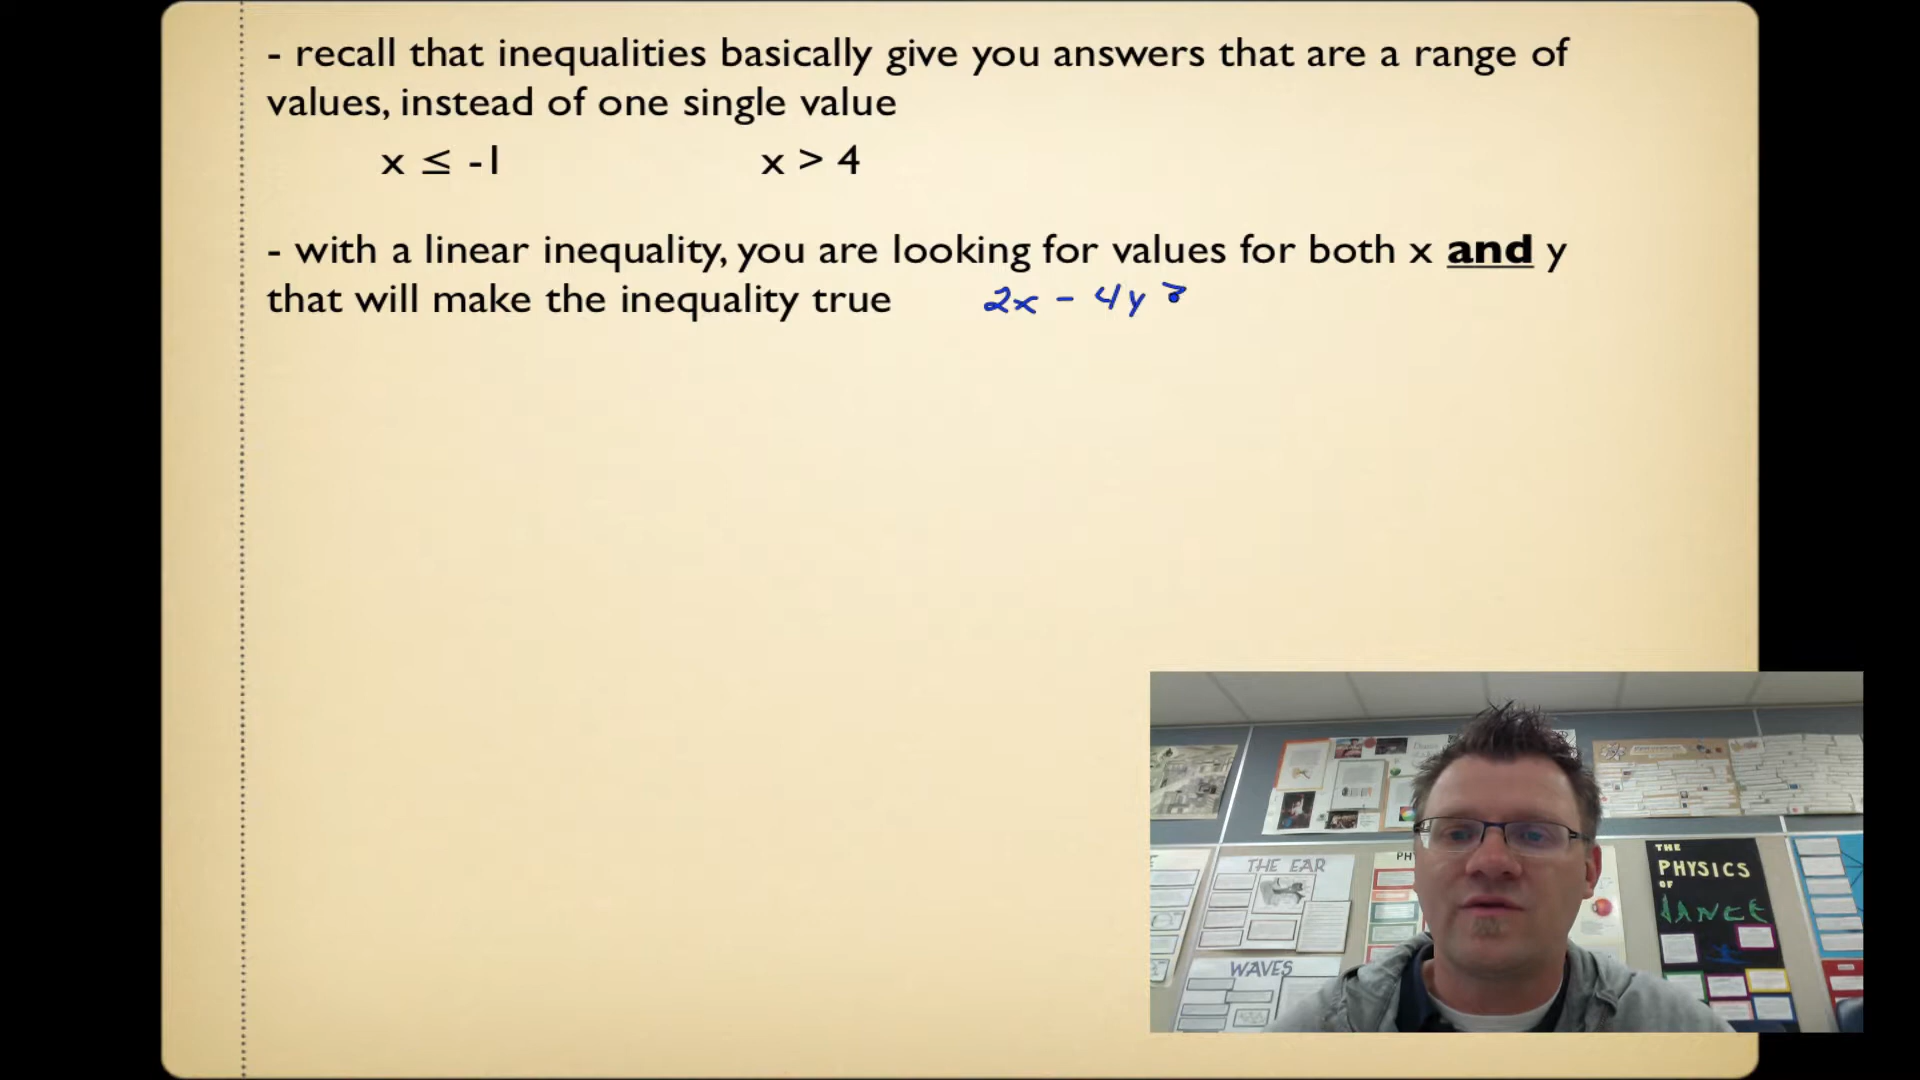 - recall that inequalities basically give you answers that are a range of
values, instead of one single value
x ≤ -1 x > 4
- with a linear inequality, you are looking for values for both x and y
that will make the inequality true 2x - 4y >
THE EAR
WAVES
PH
THE
PHYSICS
OF
DANCE